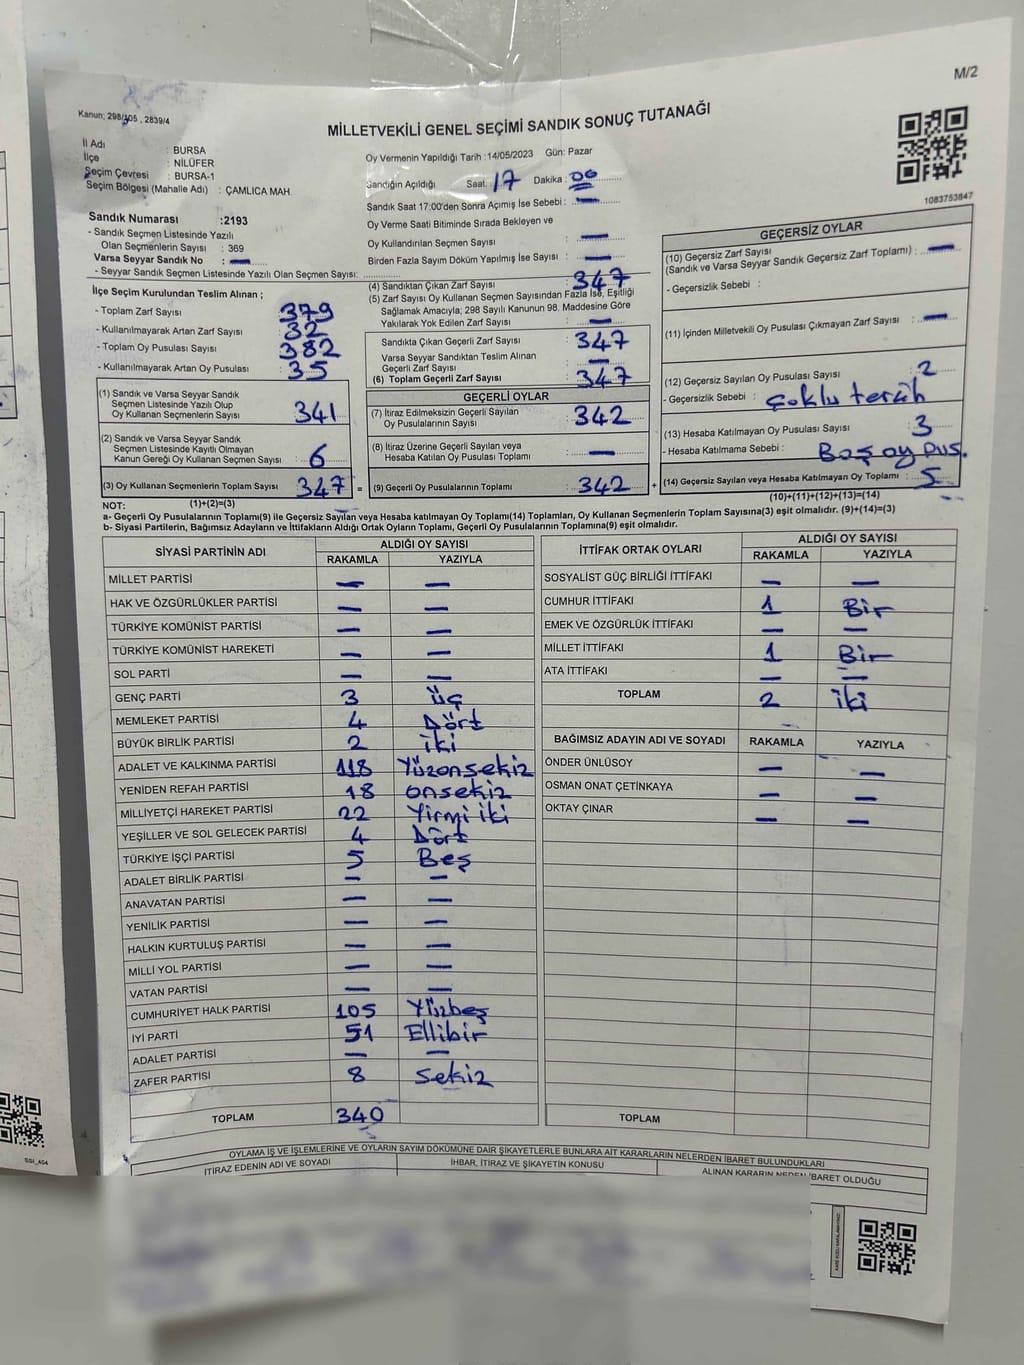 M/2
Kanun; 298/105 , 2839/4
MİLLETVEKİLİ GENEL SEÇİMİ SANDIK SONUÇ TUTANAĞI
İl Adı : BURSA
İlçe : NİLÜFER
Seçim Çevresi : BURSA-1
Seçim Bölgesi (Mahalle Adı) : ÇAMLICA MAH.
Oy Vermenin Yapıldığı Tarih :14/05/2023 Gün: Pazar
Sandığın Açıldığı Saat: 17 Dakika : 00
Sandık Saat 17:00'den Sonra Açımış İse Sebebi : —
Oy Verme Saati Bitiminde Sırada Bekleyen ve
Oy Kullandırılan Seçmen Sayısı : —
Birden Fazla Sayım Döküm Yapılmış İse Sayısı : —
1083753847
Sandık Numarası :2193
- Sandık Seçmen Listesinde Yazılı
Olan Seçmenlerin Sayısı : 369
Varsa Seyyar Sandık No : —
- Seyyar Sandık Seçmen Listesinde Yazılı Olan Seçmen Sayısı:
İlçe Seçim Kurulundan Teslim Alınan ;
- Toplam Zarf Sayısı : 379
- Kullanılmayarak Artan Zarf Sayısı : 32
- Toplam Oy Pusulası Sayısı : 382
- Kullanılmayarak Artan Oy Pusulası : 35
(1) Sandık ve Varsa Seyyar Sandık
Seçmen Listesinde Yazılı Olup
Oy Kullanan Seçmenlerin Sayısı : 341
(2) Sandık ve Varsa Seyyar Sandık
Seçmen Listesinde Kayıtlı Olmayan
Kanun Gereği Oy Kullanan Seçmen Sayısı : 6
(3) Oy Kullanan Seçmenlerin Toplam Sayısı : 347 =
(1)+(2)=(3)
(4) Sandıktan Çıkan Zarf Sayısı : 347
(5) Zarf Sayısı Oy Kullanan Seçmen Sayısından Fazla İse, Eşitliği
Sağlamak Amacıyla; 298 Sayılı Kanunun 98. Maddesine Göre
Yakılarak Yok Edilen Zarf Sayısı : —
Sandıkta Çıkan Geçerli Zarf Sayısı : 347
Varsa Seyyar Sandıktan Teslim Alınan
Geçerli Zarf Sayısı : —
(6) Toplam Geçerli Zarf Sayısı : 347
GEÇERLİ OYLAR
(7) İtiraz Edilmeksizin Geçerli Sayılan
Oy Pusulalarının Sayısı : 342
(8) İtiraz Üzerine Geçerli Sayılan veya
Hesaba Katılan Oy Pusulası Toplamı : —
(9) Geçerli Oy Pusulalarının Toplamı : 342 +
GEÇERSİZ OYLAR
(10) Geçersiz Zarf Sayısı
(Sandık ve Varsa Seyyar Sandık Geçersiz Zarf Toplamı) : —
- Geçersizlik Sebebi :
(11) İçinden Milletvekili Oy Pusulası Çıkmayan Zarf Sayısı : —
(12) Geçersiz Sayılan Oy Pusulası Sayısı : 2
- Geçersizlik Sebebi : Çoklu tercih
(13) Hesaba Katılmayan Oy Pusulası Sayısı : 3
- Hesaba Katılmama Sebebi : Boş oy pus.
(14) Geçersiz Sayılan veya Hesaba Katılmayan Oy Toplamı : 5
(10)+(11)+(12)+(13)=(14)
NOT:
a- Geçerli Oy Pusulalarının Toplamı(9) ile Geçersiz Sayılan veya Hesaba katılmayan Oy Toplamı(14) Toplamları, Oy Kullanan Seçmenlerin Toplam Sayısına(3) eşit olmalıdır. (9)+(14)=(3)
b- Siyasi Partilerin, Bağımsız Adayların ve İttifakların Aldığı Ortak Oyların Toplamı, Geçerli Oy Pusulalarının Toplamına(9) eşit olmalıdır.
SİYASİ PARTİNİN ADI ALDIĞI OY SAYISI
RAKAMLA YAZIYLA
MİLLET PARTİSİ — —
HAK VE ÖZGÜRLÜKLER PARTİSİ — —
TÜRKİYE KOMÜNİST PARTİSİ — —
TÜRKİYE KOMÜNİST HAREKETİ — —
SOL PARTİ — —
GENÇ PARTİ 3 Üç
MEMLEKET PARTİSİ 4 Dört
BÜYÜK BİRLİK PARTİSİ 2 iki
ADALET VE KALKINMA PARTİSİ 118 Yüzonsekiz
YENİDEN REFAH PARTİSİ 18 onsekiz
MİLLİYETÇİ HAREKET PARTİSİ 22 Yirmi iki
YEŞİLLER VE SOL GELECEK PARTİSİ 4 Dört
TÜRKİYE İŞÇİ PARTİSİ 5 Beş
ADALET BİRLİK PARTİSİ — —
ANAVATAN PARTİSİ — —
YENİLİK PARTİSİ — —
HALKIN KURTULUŞ PARTİSİ — —
MİLLİ YOL PARTİSİ — —
VATAN PARTİSİ — —
CUMHURİYET HALK PARTİSİ 105 Yüzbeş
İYİ PARTİ 51 Ellibir
ADALET PARTİSİ — —
ZAFER PARTİSİ 8 Sekiz
TOPLAM 340
İTTİFAK ORTAK OYLARI ALDIĞI OY SAYISI
RAKAMLA YAZIYLA
SOSYALİST GÜÇ BİRLİĞİ İTTİFAKI — —
CUMHUR İTTİFAKI 1 Bir
EMEK VE ÖZGÜRLÜK İTTİFAKI — —
MİLLET İTTİFAKI 1 Bir
ATA İTTİFAKI — —
TOPLAM 2 iki
BAĞIMSIZ ADAYIN ADI VE SOYADI RAKAMLA YAZIYLA
ÖNDER ÜNLÜSOY — —
OSMAN ONAT ÇETİNKAYA — —
OKTAY ÇINAR — —
TOPLAM
OYLAMA İŞ VE İŞLEMLERİNE VE OYLARIN SAYIM DÖKÜMÜNE DAİR ŞİKAYETLERLE BUNLARA AİT KARARLARIN NELERDEN İBARET BULUNDUKLARI
İTİRAZ EDENİN ADI VE SOYADI İHBAR, İTİRAZ VE ŞİKAYETİN KONUSU ALINAN KARARIN NEDEN İBARET OLDUĞU